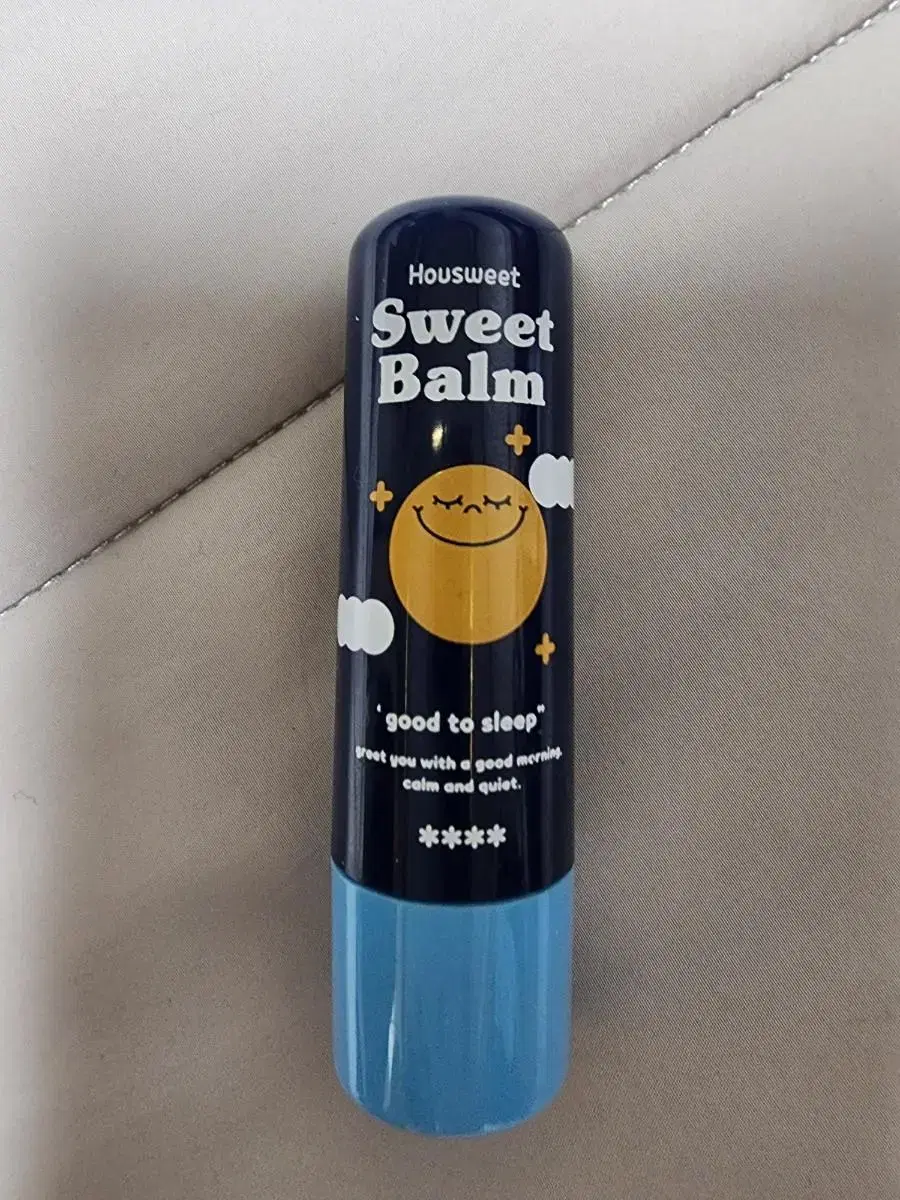 Housweet
Sweet
Balm
'good to sleep"
greet you with a good morning.
calm and quiet.
****